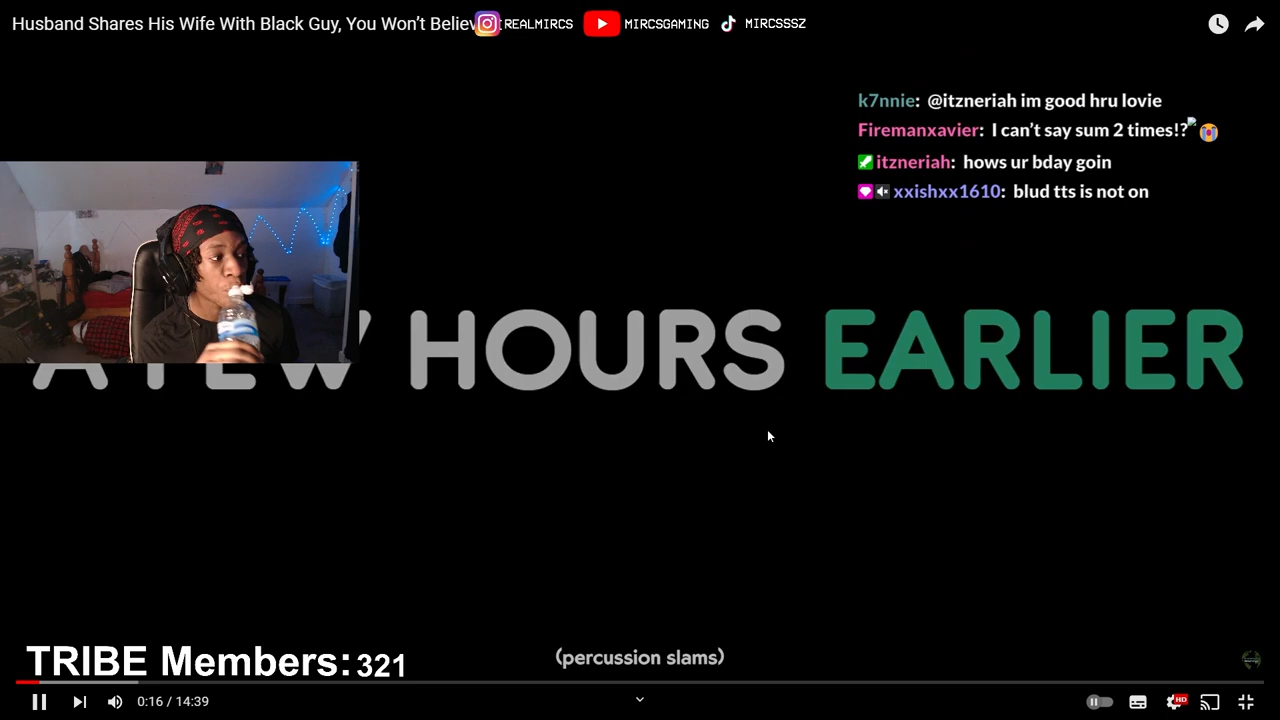 Husband Shares His Wife With Black Guy, You Won't Believ
REALMIRCS
MIRCSGAMING
MIRCSSSZ
k7nnie: @itzneriah im good hru lovie
Firemanxavier: I can't say sum 2 times!?
itzneriah: hows ur bday goin
xxishxx1610: blud tts is not on
HOURS EARLIER
(percussion slams)
TRIBE Members: 321
0:16 / 14:39
HD